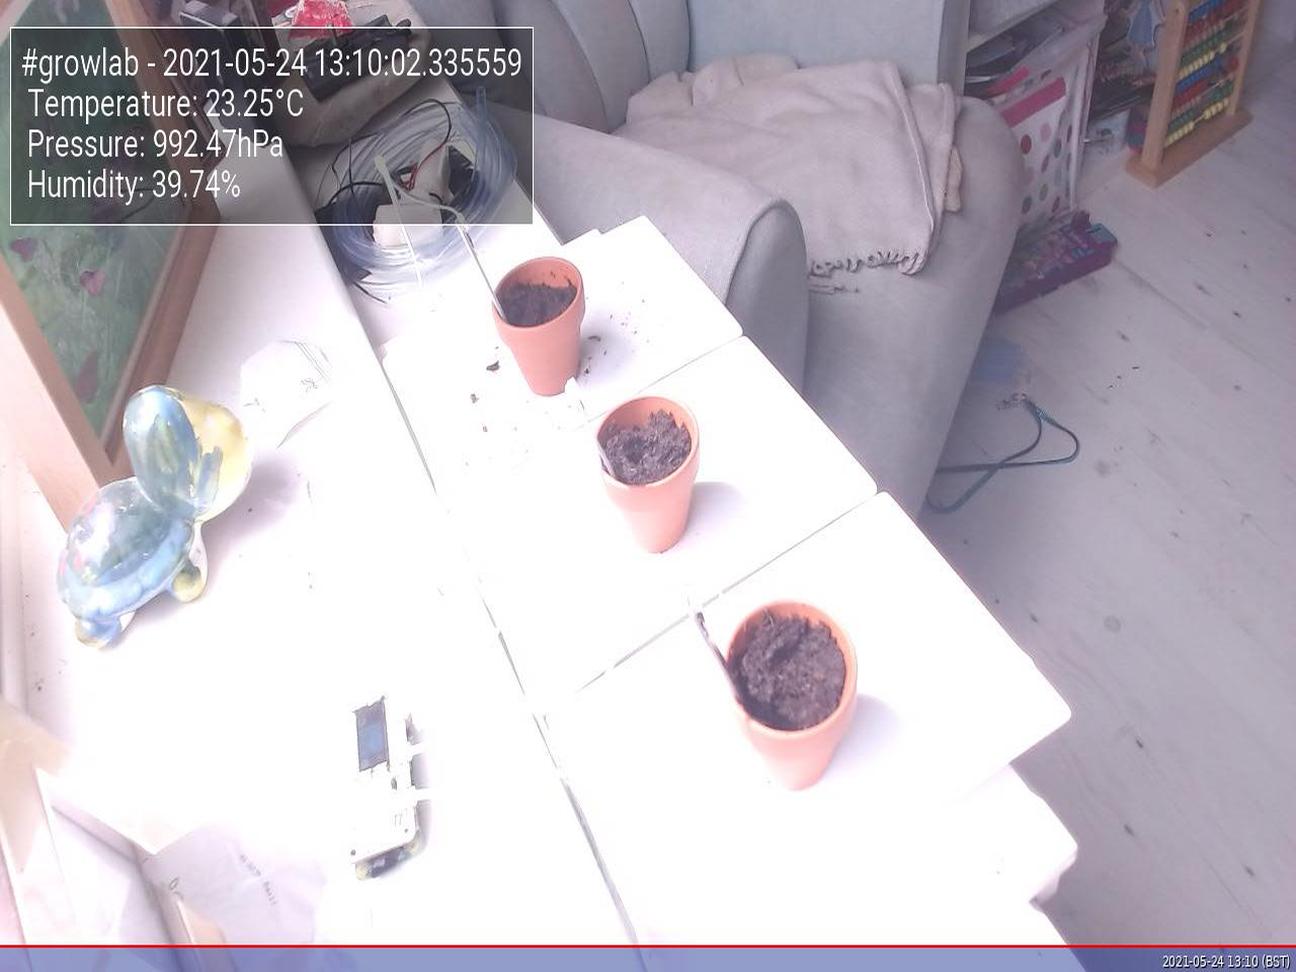 #growlab - 2021-05-24 13:10:02.335559
Temperature: 23.25°C
Pressure: 992.47hPa
Humidity: 39.74%
2021-05-24 13:10 (BST)